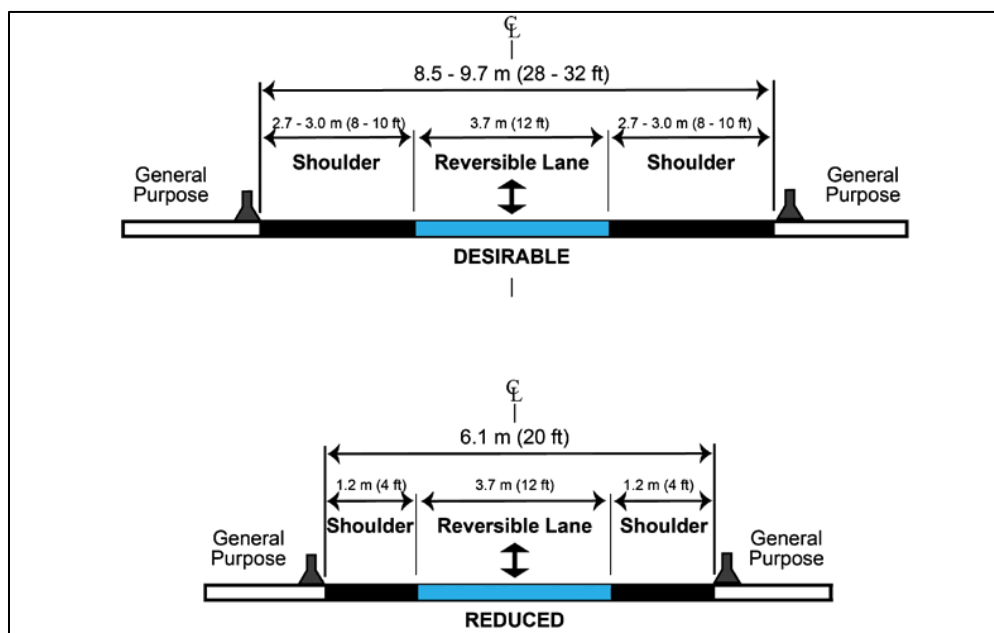 ℄
8.5 - 9.7 m (28 - 32 ft)
2.7 - 3.0 m (8 - 10 ft) 3.7 m (12 ft) 2.7 - 3.0 m (8 - 10 ft)
Shoulder Reversible Lane Shoulder
General Purpose
General Purpose
DESIRABLE
℄
6.1 m (20 ft)
1.2 m (4 ft) 3.7 m (12 ft) 1.2 m (4 ft)
Shoulder Reversible Lane Shoulder
General Purpose
General Purpose
REDUCED